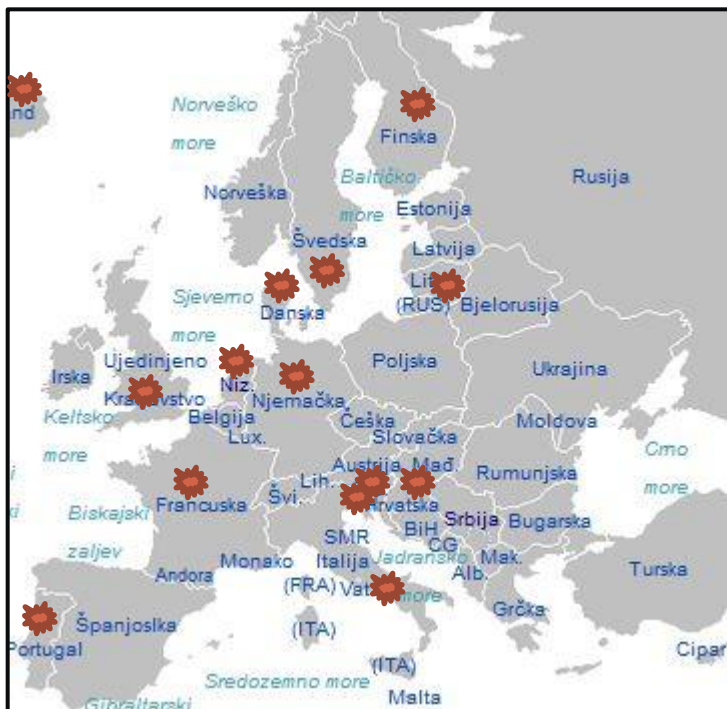 Norveško
more
Finska
Rusija
Norveška
Baltičko
more
Estonija
Švedska
Latvija
(RUS)
Bjelorusija
Sjeverno
more
Danska
Ujedinjeno
Irska
Niz.
Njemačka
Poljska
Ukrajina
Keltsko
more
Belgija
Lux.
Češka
Slovačka
Moldova
Austrija
Mađ.
Rumunjska
Crno
more
Lih.
Švi.
Francuska
Biskajski
zaljev
Srbija
Bugarska
BiH
CG
SMR
Italija
Jadransko
more
Mak.
Alb.
Monako
Andora
(FRA)
(ITA)
Turska
Grčka
Španjoslka
Portugal
(ITA)
Cipar
Sredozemno more
Malta
Gibraltarski